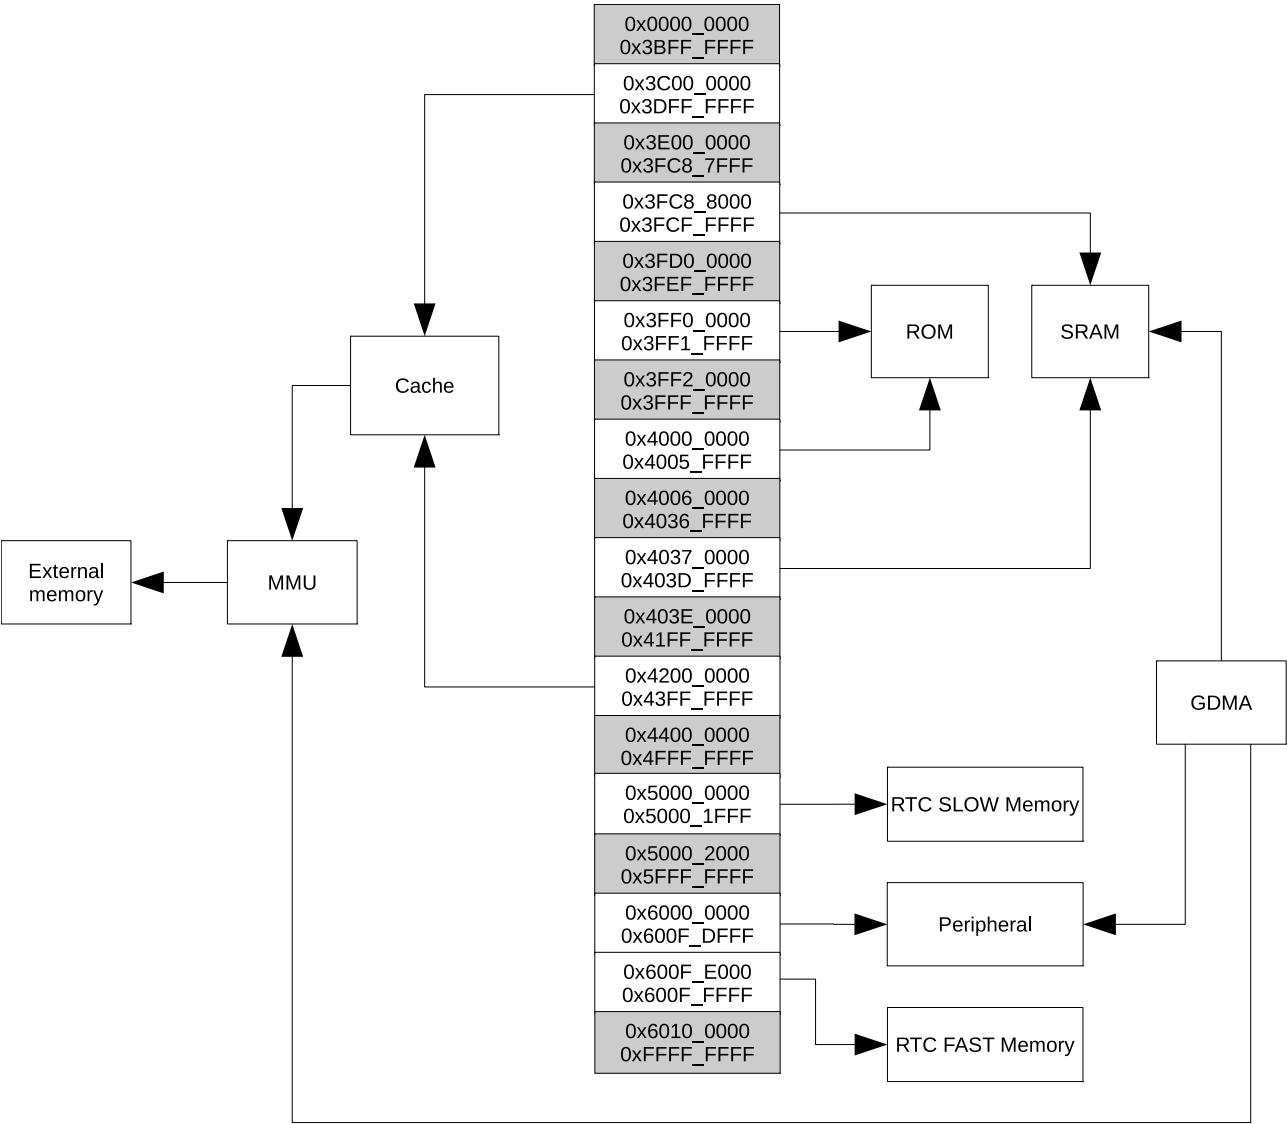 0x0000_0000
0x3BFF_FFFF
0x3C00_0000
0x3DFF_FFFF
0x3E00_0000
0x3FC8_7FFF
0x3FC8_8000
0x3FCF_FFFF
0x3FD0_0000
0x3FEF_FFFF
0x3FF0_0000
0x3FF1_FFFF
0x3FF2_0000
0x3FFF_FFFF
0x4000_0000
0x4005_FFFF
0x4006_0000
0x4036_FFFF
0x4037_0000
0x403D_FFFF
0x403E_0000
0x41FF_FFFF
0x4200_0000
0x43FF_FFFF
0x4400_0000
0x4FFF_FFFF
0x5000_0000
0x5000_1FFF
0x5000_2000
0x5FFF_FFFF
0x6000_0000
0x600F_DFFF
0x600F_E000
0x600F_FFFF
0x6010_0000
0xFFFF_FFFF
Cache
External
memory
MMU
ROM
SRAM
GDMA
RTC SLOW Memory
Peripheral
RTC FAST Memory